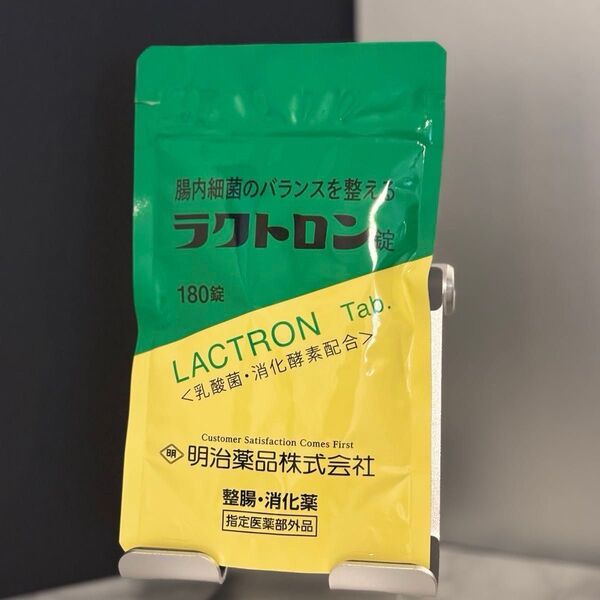 腸内細菌のバランスを整える
ラクトロン錠
180錠
LACTRON Tab.
<乳酸菌・消化酵素配合>
Customer Satisfaction Comes First
明 明治薬品株式会社
整腸・消化薬
指定医薬部外品